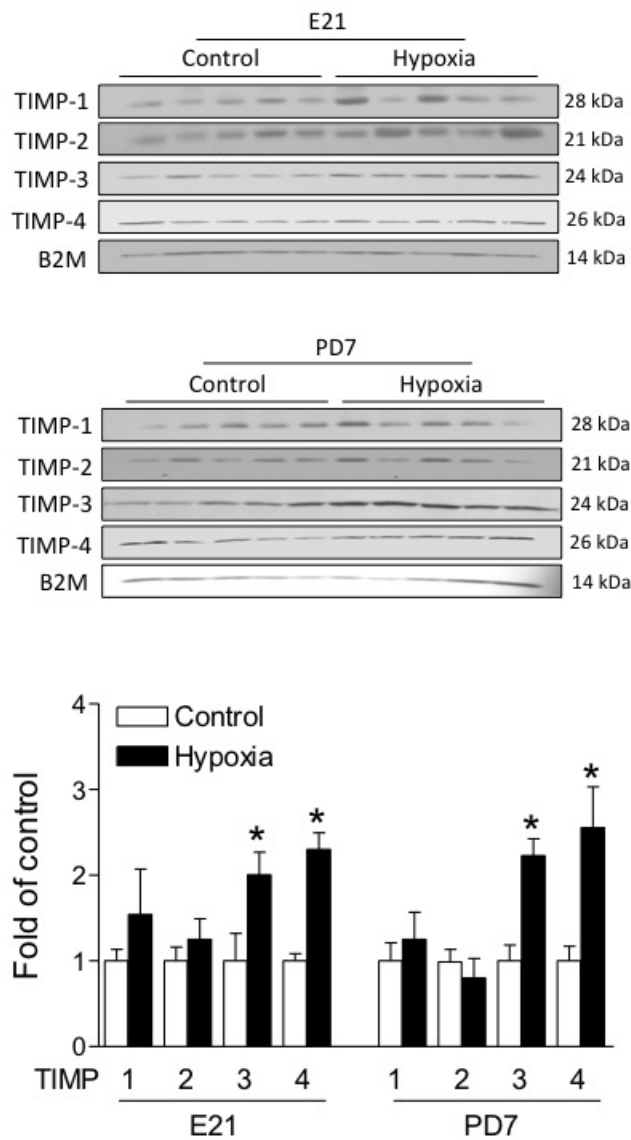 E21
Control Hypoxia
TIMP-1 28 kDa
TIMP-2 21 kDa
TIMP-3 24 kDa
TIMP-4 26 kDa
B2M 14 kDa
PD7
Control Hypoxia
TIMP-1 28 kDa
TIMP-2 21 kDa
TIMP-3 24 kDa
TIMP-4 26 kDa
B2M 14 kDa
Fold of control
4
3
2
1
0
Control
Hypoxia
* * * *
TIMP 1 2 3 4 1 2 3 4
E21 PD7